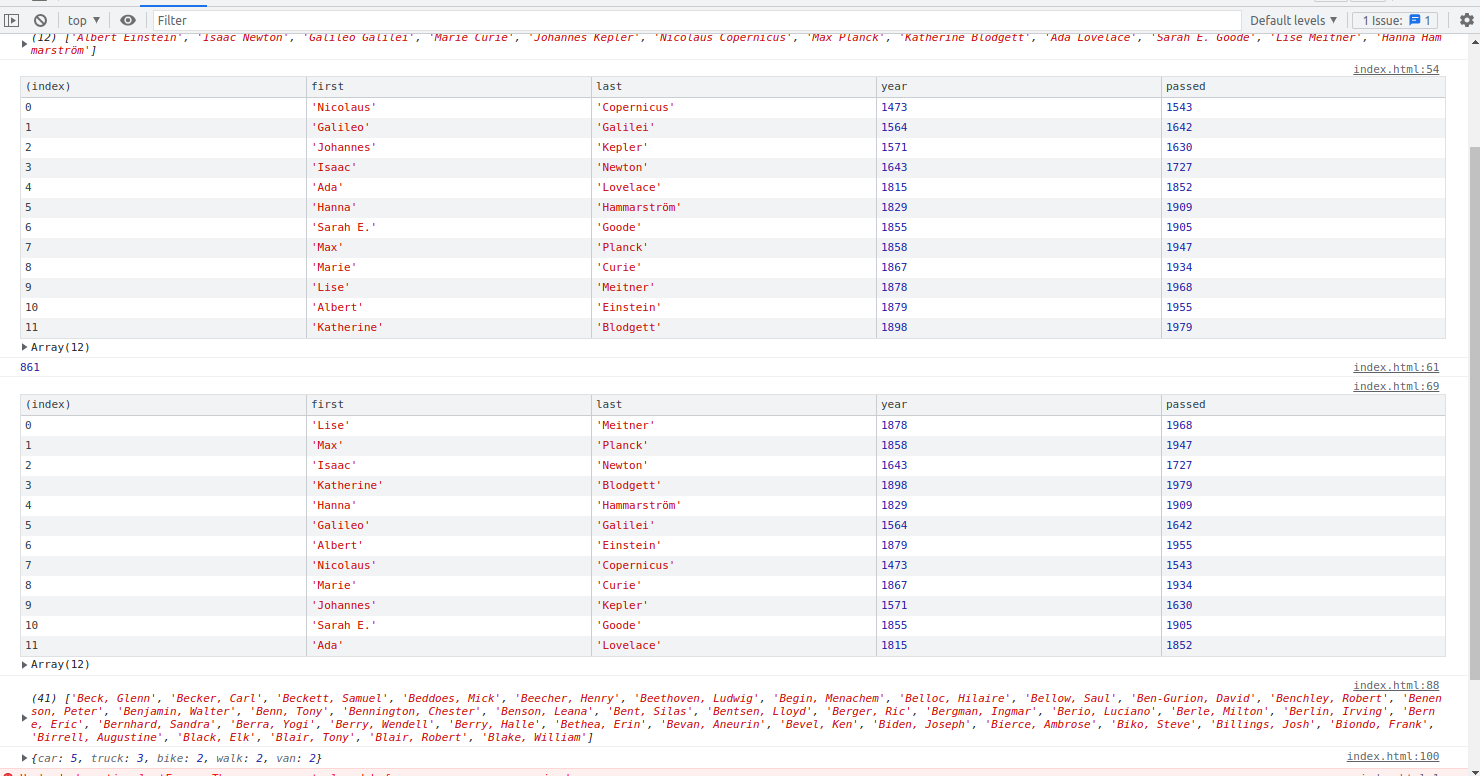 top ▼ Filter Default levels ▼ 1 Issue: 1
(12) ['Albert Einstein', 'Isaac Newton', 'Galileo Galilei', 'Marie Curie', 'Johannes Kepler', 'Nicolaus Copernicus', 'Max Planck', 'Katherine Blodgett', 'Ada Lovelace', 'Sarah E. Goode', 'Lise Meitner', 'Hanna Ham
marström']
index.html:54
(index) first last year passed
0 'Nicolaus' 'Copernicus' 1473 1543
1 'Galileo' 'Galilei' 1564 1642
2 'Johannes' 'Kepler' 1571 1630
3 'Isaac' 'Newton' 1643 1727
4 'Ada' 'Lovelace' 1815 1852
5 'Hanna' 'Hammarström' 1829 1909
6 'Sarah E.' 'Goode' 1855 1905
7 'Max' 'Planck' 1858 1947
8 'Marie' 'Curie' 1867 1934
9 'Lise' 'Meitner' 1878 1968
10 'Albert' 'Einstein' 1879 1955
11 'Katherine' 'Blodgett' 1898 1979
Array(12)
861 index.html:61
index.html:69
(index) first last year passed
0 'Lise' 'Meitner' 1878 1968
1 'Max' 'Planck' 1858 1947
2 'Isaac' 'Newton' 1643 1727
3 'Katherine' 'Blodgett' 1898 1979
4 'Hanna' 'Hammarström' 1829 1909
5 'Galileo' 'Galilei' 1564 1642
6 'Albert' 'Einstein' 1879 1955
7 'Nicolaus' 'Copernicus' 1473 1543
8 'Marie' 'Curie' 1867 1934
9 'Johannes' 'Kepler' 1571 1630
10 'Sarah E.' 'Goode' 1855 1905
11 'Ada' 'Lovelace' 1815 1852
Array(12)
index.html:88
(41) ['Beck, Glenn', 'Becker, Carl', 'Beckett, Samuel', 'Beddoes, Mick', 'Beecher, Henry', 'Beethoven, Ludwig', 'Begin, Menachem', 'Belloc, Hilaire', 'Bellow, Saul', 'Ben-Gurion, David', 'Benchley, Robert', 'Benen
son, Peter', 'Benjamin, Walter', 'Benn, Tony', 'Bennington, Chester', 'Benson, Leana', 'Bent, Silas', 'Bentsen, Lloyd', 'Berger, Ric', 'Bergman, Ingmar', 'Berio, Luciano', 'Berle, Milton', 'Berlin, Irving', 'Bern
e, Eric', 'Bernhard, Sandra', 'Berra, Yogi', 'Berry, Wendell', 'Berry, Halle', 'Bethea, Erin', 'Bevan, Aneurin', 'Bevel, Ken', 'Biden, Joseph', 'Bierce, Ambrose', 'Biko, Steve', 'Billings, Josh', 'Biondo, Frank',
'Birrell, Augustine', 'Black, Elk', 'Blair, Tony', 'Blair, Robert', 'Blake, William']
{car: 5, truck: 3, bike: 2, walk: 2, van: 2} index.html:100